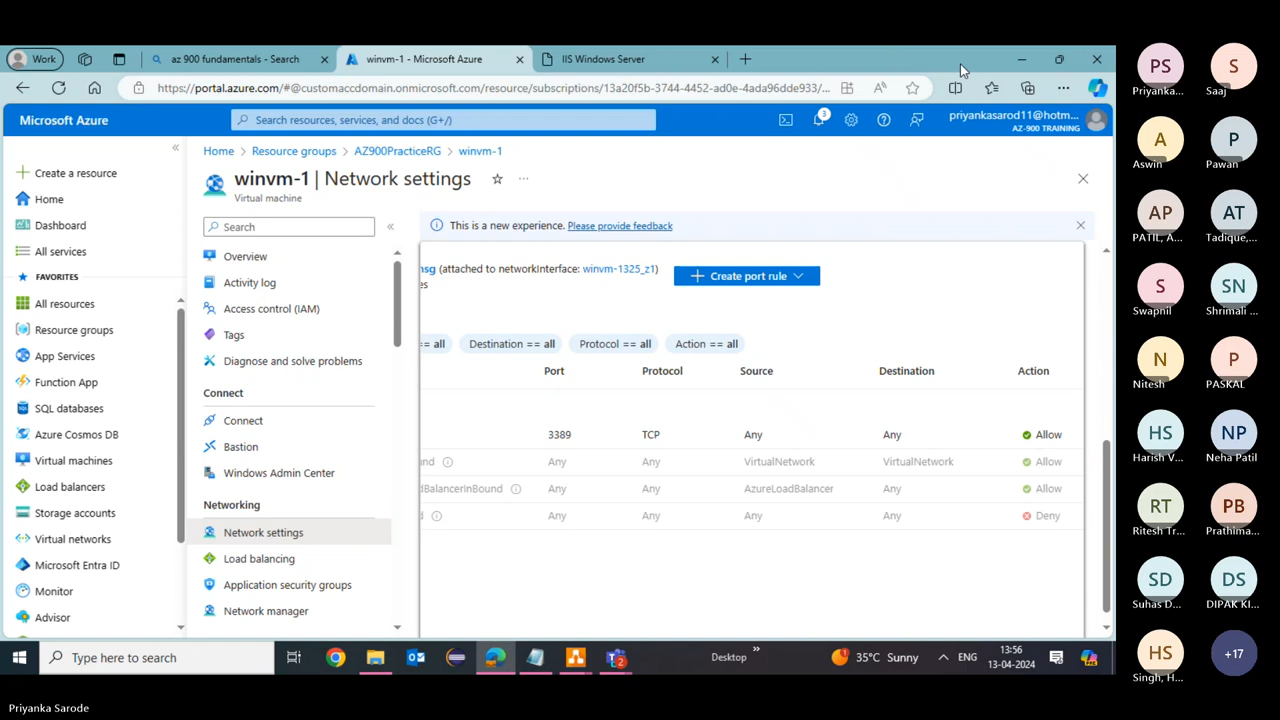 Work
az 900 fundamentals - Search
winvm-1 - Microsoft Azure
IIS Windows Server
https://portal.azure.com/#@customaccdomain.onmicrosoft.com/resource/subscriptions/13a20f5b-3744-4452-ad0e-4ada96dde933/...
Microsoft Azure
Search resources, services, and docs (G+/)
3
priyankasarod11@hotm...
AZ-900 TRAINING
Create a resource
Home
Dashboard
All services
FAVORITES
All resources
Resource groups
App Services
Function App
SQL databases
Azure Cosmos DB
Virtual machines
Load balancers
Storage accounts
Virtual networks
Microsoft Entra ID
Monitor
Advisor
Home > Resource groups > AZ900PracticeRG > winvm-1
winvm-1 | Network settings
Virtual machine
Search
Overview
Activity log
Access control (IAM)
Tags
Diagnose and solve problems
Connect
Connect
Bastion
Windows Admin Center
Networking
Network settings
Load balancing
Application security groups
Network manager
This is a new experience. Please provide feedback
nsg (attached to networkInterface: winvm-1325_z1)
es
Create port rule
== all Destination == all Protocol == all Action == all
Port Protocol Source Destination Action
3389 TCP Any Any Allow
und Any Any VirtualNetwork VirtualNetwork Allow
dBalancerInBound Any Any AzureLoadBalancer Any Allow
d Any Any Any Any Deny
Type here to search
Desktop
35°C Sunny
ENG
13:56
13-04-2024
2
PS
Priyanka...
S
Saaj
A
Aswin
P
Pawan
AP
PATIL, A...
AT
Tadique,...
S
Swapnil
SN
Shrimali ...
N
Nitesh
P
PASKAL
HS
Harish V...
NP
Neha Patil
RT
Ritesh Tr...
PB
Prathima...
SD
Suhas D...
DS
DIPAK KI...
HS
Singh, H...
+17
Priyanka Sarode